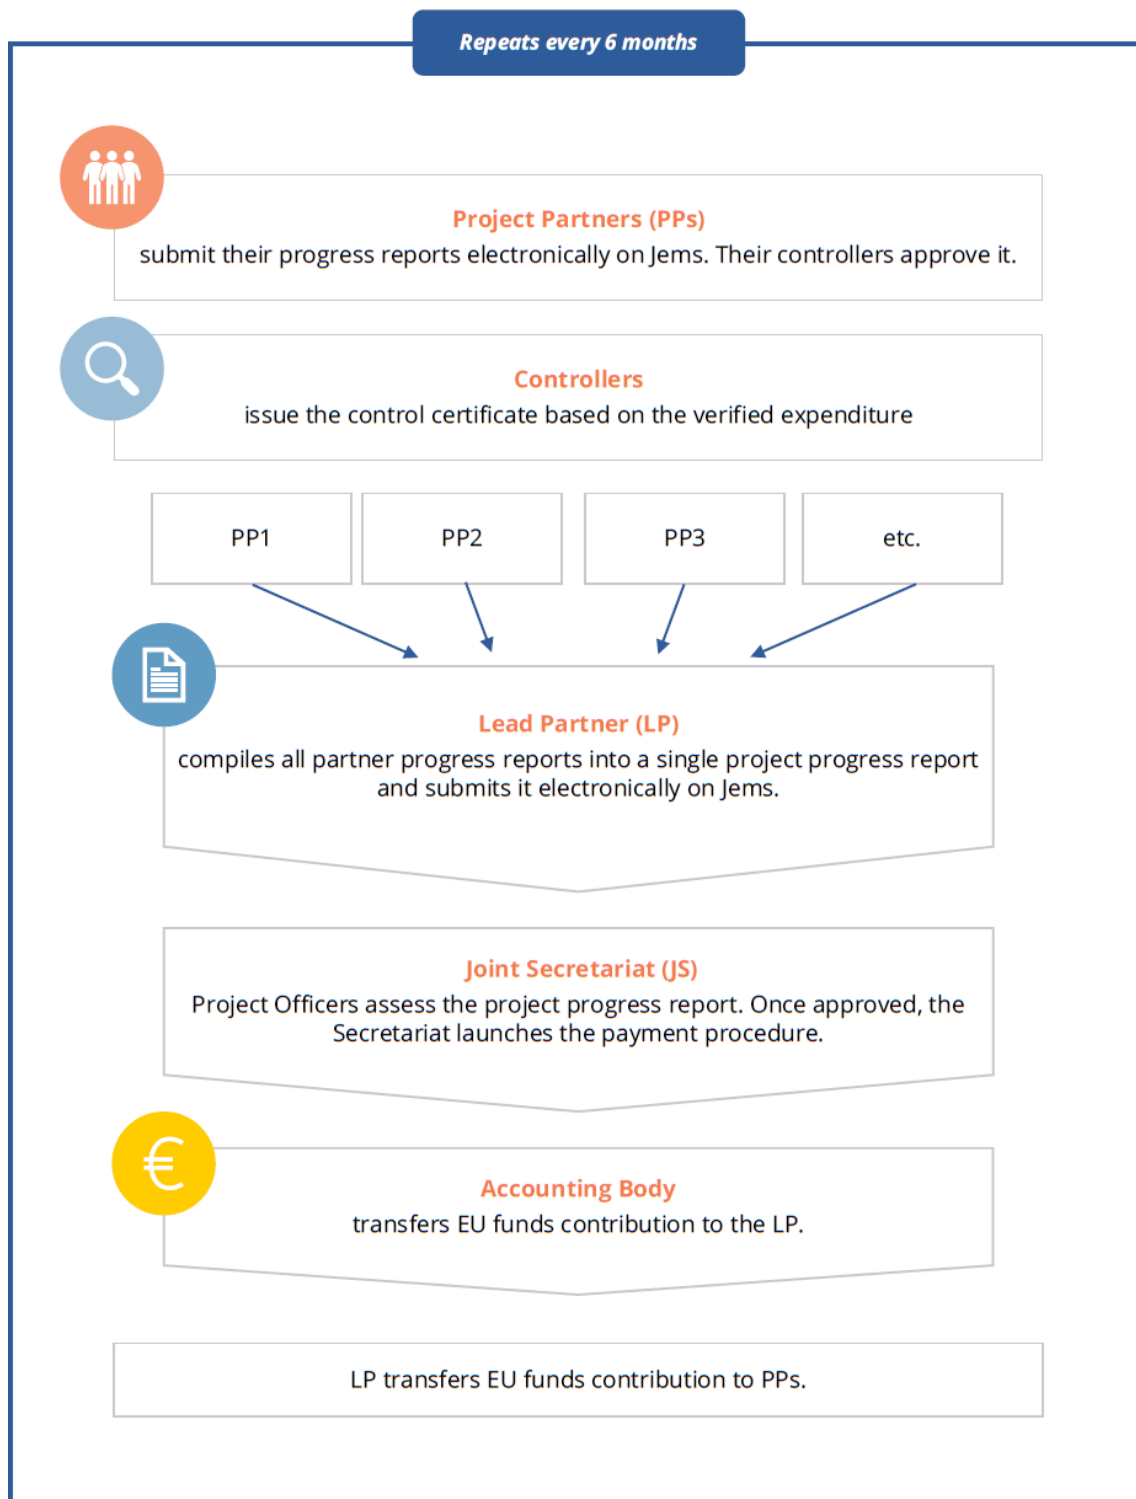 Repeats every 6 months
Project Partners (PPs)
submit their progress reports electronically on Jems. Their controllers approve it.
Controllers
issue the control certificate based on the verified expenditure
PP1
PP2
PP3
etc.
Lead Partner (LP)
compiles all partner progress reports into a single project progress report
and submits it electronically on Jems.
Joint Secretariat (JS)
Project Officers assess the project progress report. Once approved, the
Secretariat launches the payment procedure.
€
Accounting Body
transfers EU funds contribution to the LP.
LP transfers EU funds contribution to PPs.